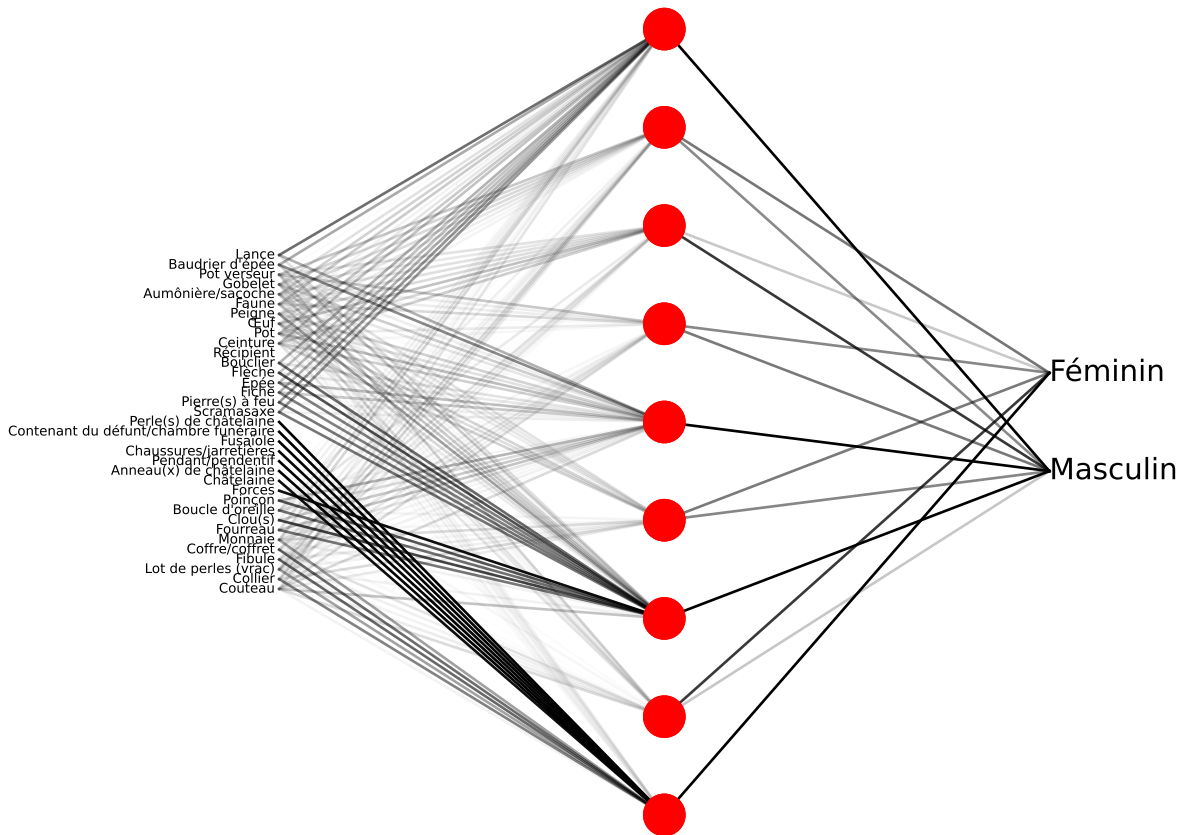 Lance
Baudrier d'épée
Pot verseur
Gobelet
Aumônière/sacoche
Faune
Peigne
Œuf
Pot
Ceinture
Récipient
Bouclier
Flèche
Épée
Fiche
Pierre(s) à feu
Scramasaxe
Perle(s) de châtelaine
Contenant du défunt/chambre funéraire
Fusaïole
Chaussures/jarretières
Pendant/pendentif
Anneau(x) de châtelaine
Châtelaine
Forces
Poinçon
Boucle d'oreille
Clou(s)
Fourreau
Monnaie
Coffre/coffret
Fibule
Lot de perles (vrac)
Collier
Couteau
Féminin
Masculin